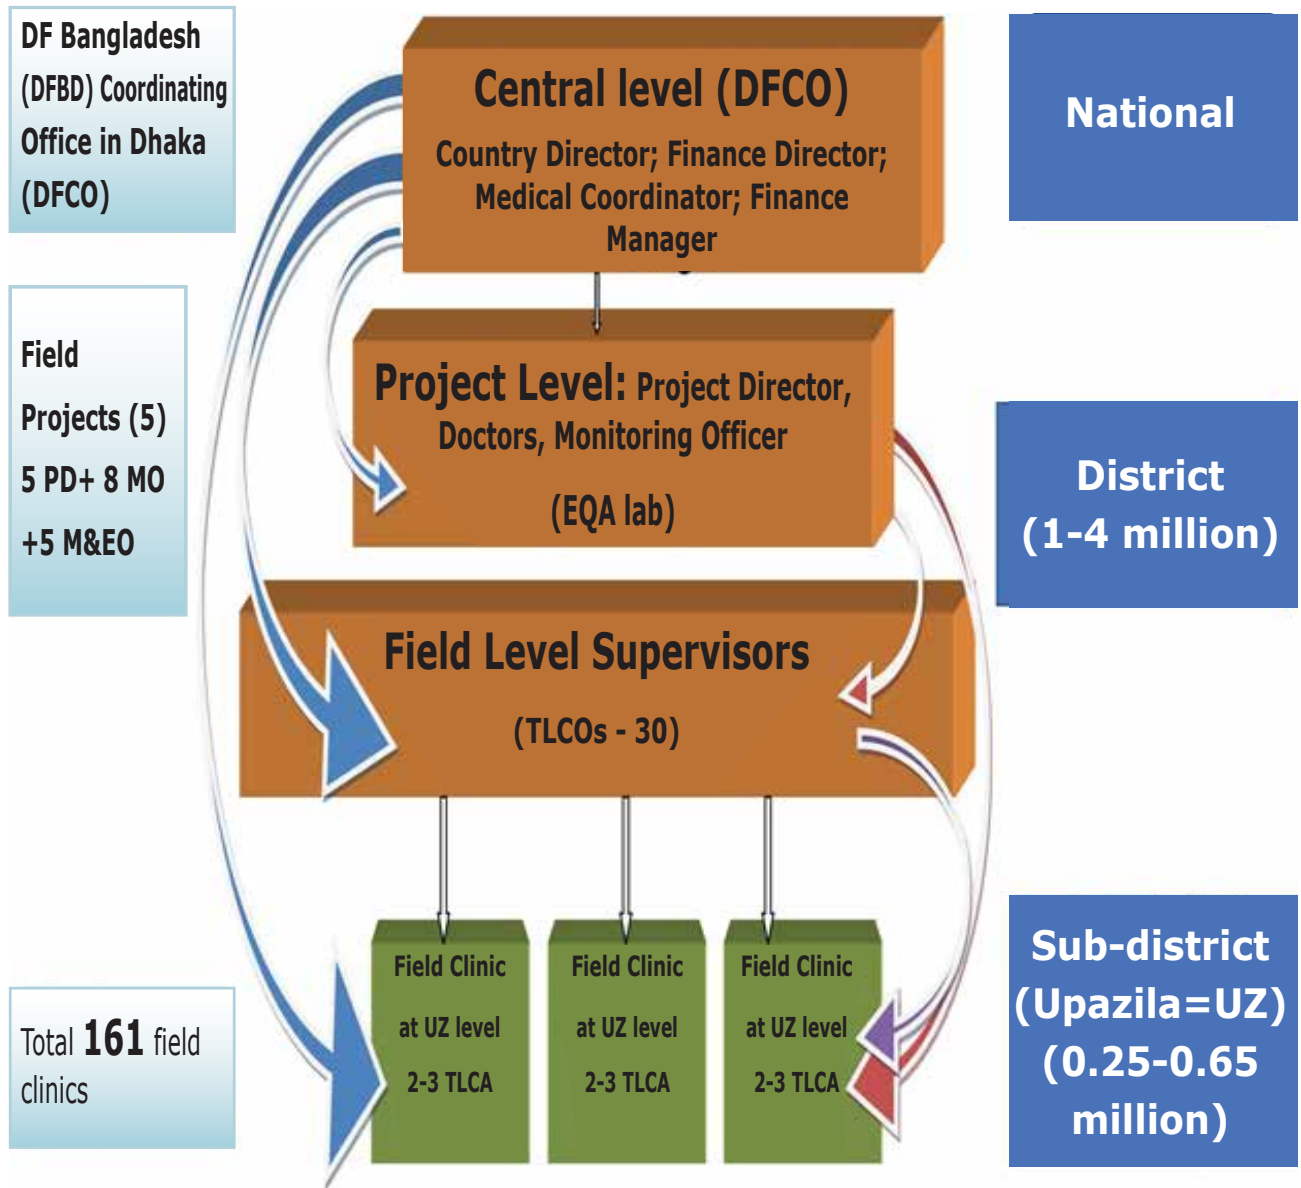 DF Bangladesh
(DFBD) Coordinating
Office in Dhaka
(DFCO)
Central level (DFCO)
Country Director; Finance Director;
Medical Coordinator; Finance
Manager
National
Field
Projects (5)
5 PD+ 8 MO
+5 M&EO
Project Level: Project Director,
Doctors, Monitoring Officer
(EQA lab)
District
(1-4 million)
Field Level Supervisors
(TLCOs - 30)
Total 161 field
clinics
Field Clinic
at UZ level
2-3 TLCA
Field Clinic
at UZ level
2-3 TLCA
Field Clinic
at UZ level
2-3 TLCA
Sub-district
(Upazila=UZ)
(0.25-0.65
million)